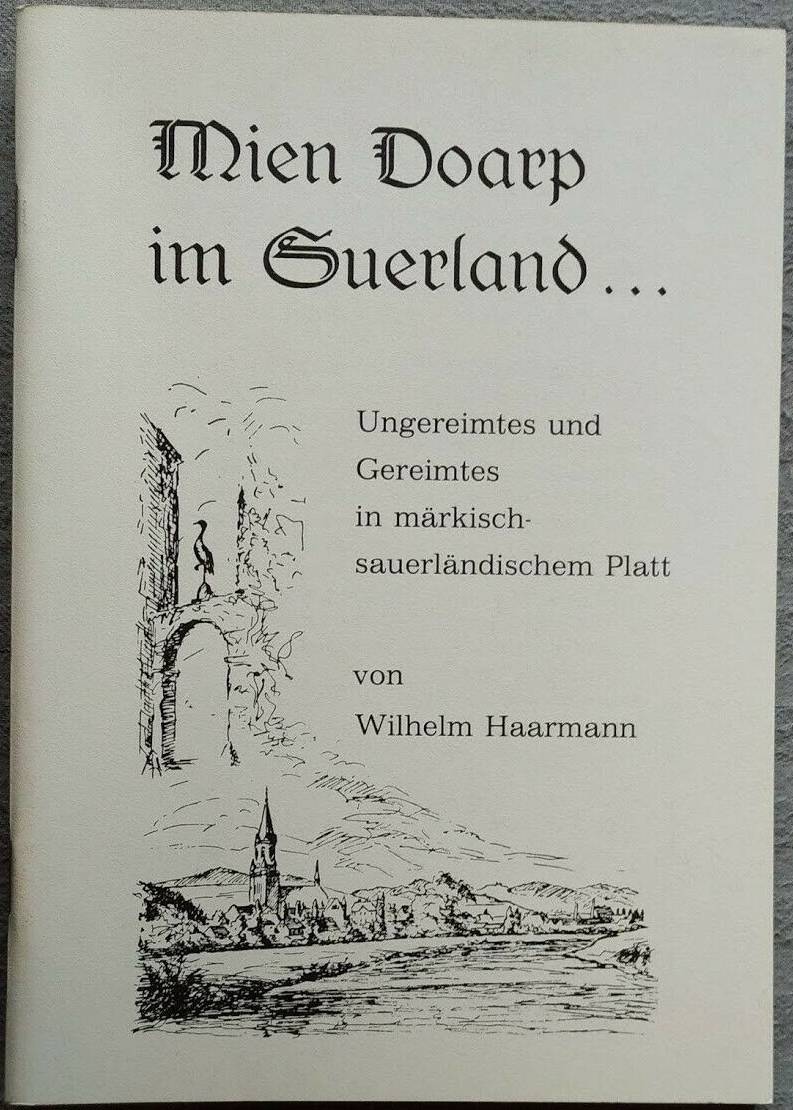 Mien Doarp
im Suerland...
Ungereimtes und
Gereimtes
in märkisch-
sauerländischem Platt
von
Wilhelm Haarmann